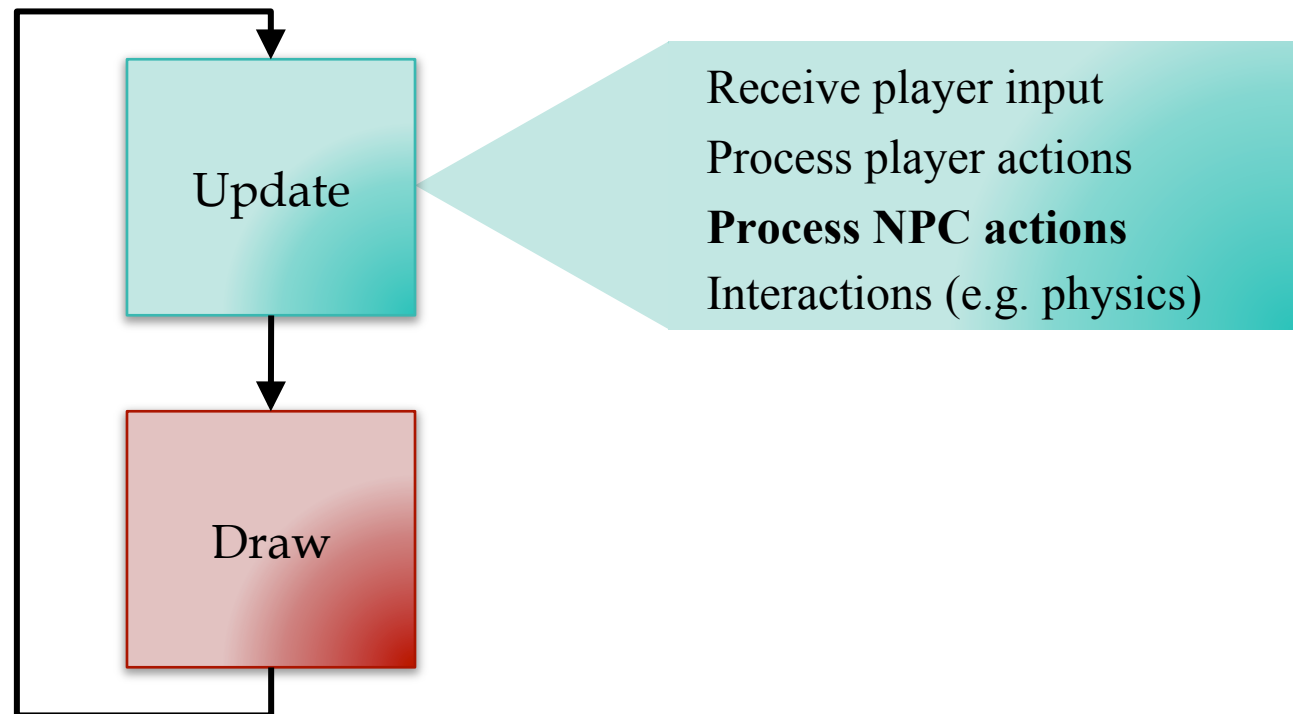 Update
Receive player input
Process player actions
Process NPC actions
Interactions (e.g. physics)
Draw